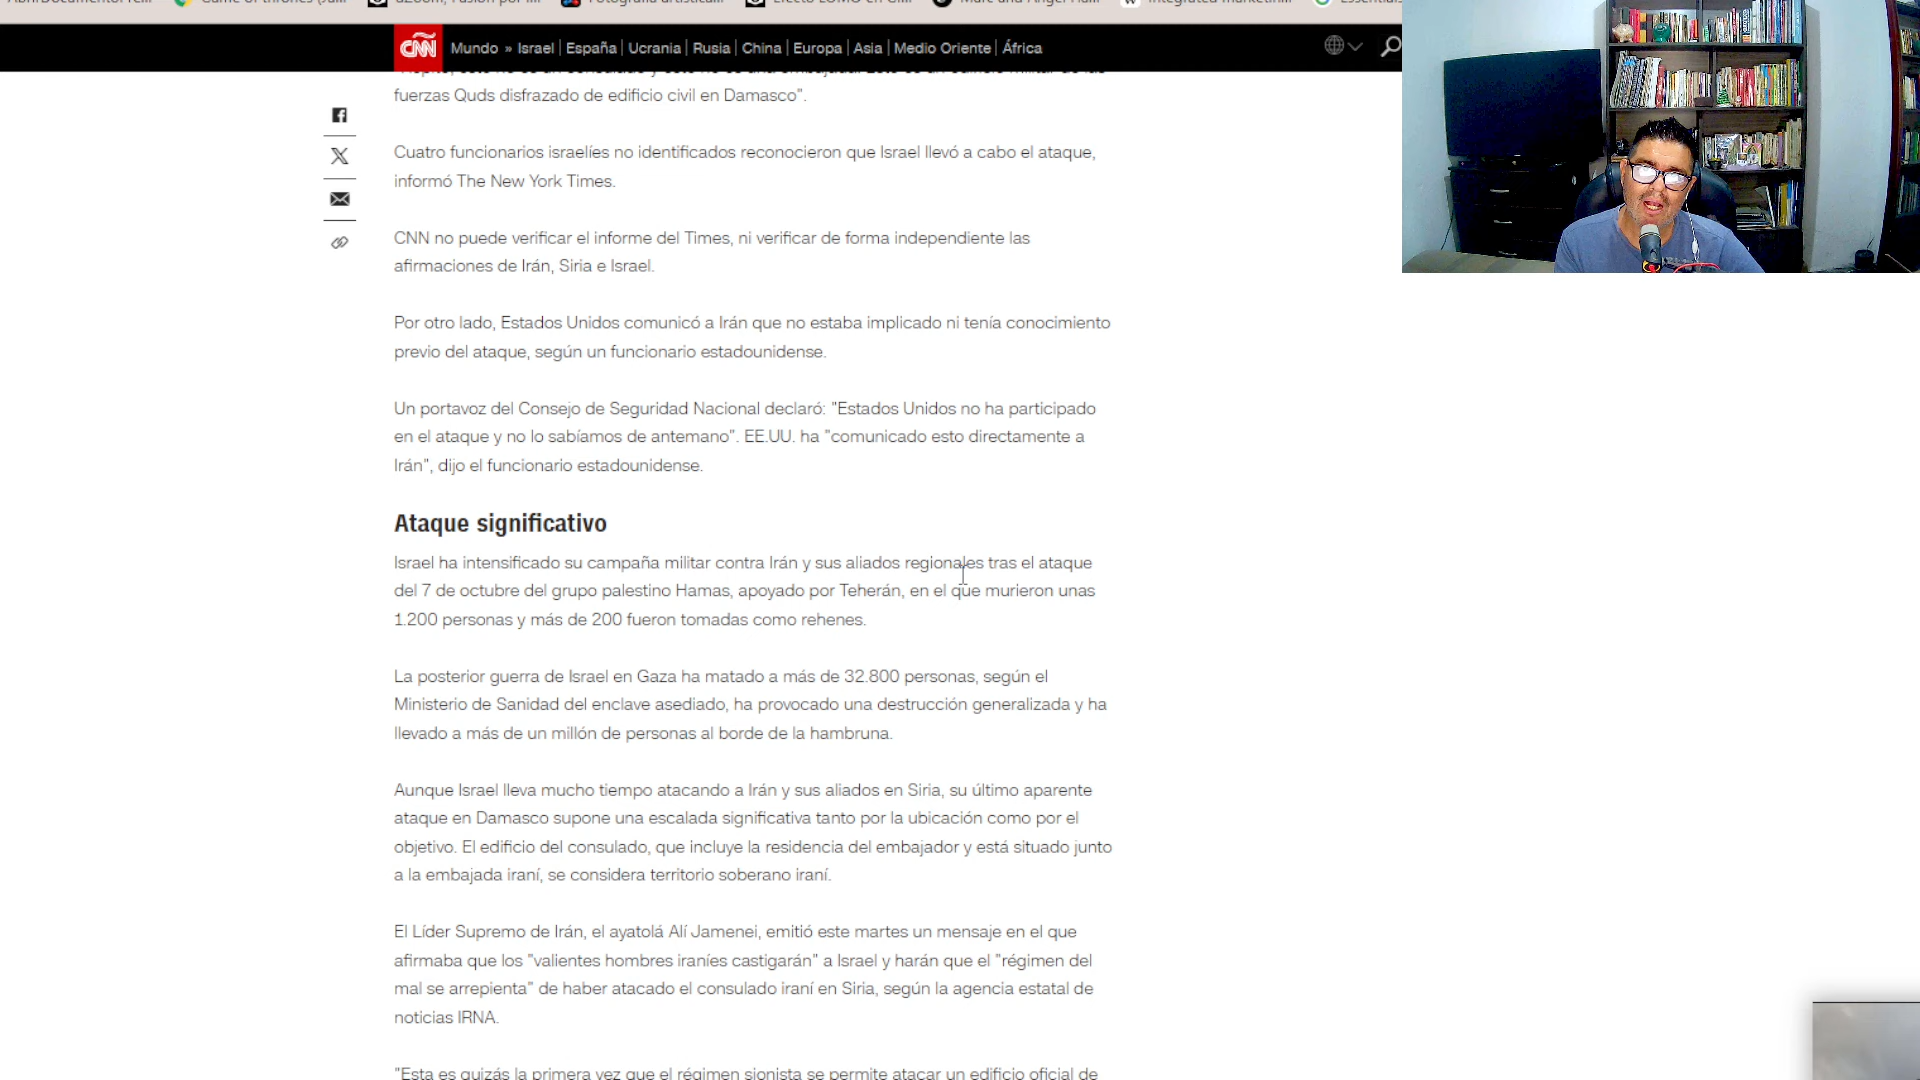 CNN Mundo » Israel | España | Ucrania | Rusia | China | Europa | Asia | Medio Oriente | África
fuerzas Quds disfrazado de edificio civil en Damasco".
Cuatro funcionarios israelíes no identificados reconocieron que Israel llevó a cabo el ataque,
informó The New York Times.
CNN no puede verificar el informe del Times, ni verificar de forma independiente las
afirmaciones de Irán, Siria e Israel.
Por otro lado, Estados Unidos comunicó a Irán que no estaba implicado ni tenía conocimiento
previo del ataque, según un funcionario estadounidense.
Un portavoz del Consejo de Seguridad Nacional declaró: "Estados Unidos no ha participado
en el ataque y no lo sabíamos de antemano". EE.UU. ha "comunicado esto directamente a
Irán", dijo el funcionario estadounidense.
Ataque significativo
Israel ha intensificado su campaña militar contra Irán y sus aliados regionales tras el ataque
del 7 de octubre del grupo palestino Hamas, apoyado por Teherán, en el que murieron unas
1.200 personas y más de 200 fueron tomadas como rehenes.
La posterior guerra de Israel en Gaza ha matado a más de 32.800 personas, según el
Ministerio de Sanidad del enclave asediado, ha provocado una destrucción generalizada y ha
llevado a más de un millón de personas al borde de la hambruna.
Aunque Israel lleva mucho tiempo atacando a Irán y sus aliados en Siria, su último aparente
ataque en Damasco supone una escalada significativa tanto por la ubicación como por el
objetivo. El edificio del consulado, que incluye la residencia del embajador y está situado junto
a la embajada iraní, se considera territorio soberano iraní.
El Líder Supremo de Irán, el ayatolá Alí Jamenei, emitió este martes un mensaje en el que
afirmaba que los "valientes hombres iraníes castigarán" a Israel y harán que el "régimen del
mal se arrepienta" de haber atacado el consulado iraní en Siria, según la agencia estatal de
noticias IRNA.
"Esta es quizás la primera vez que el régimen sionista se permite atacar un edificio oficial de